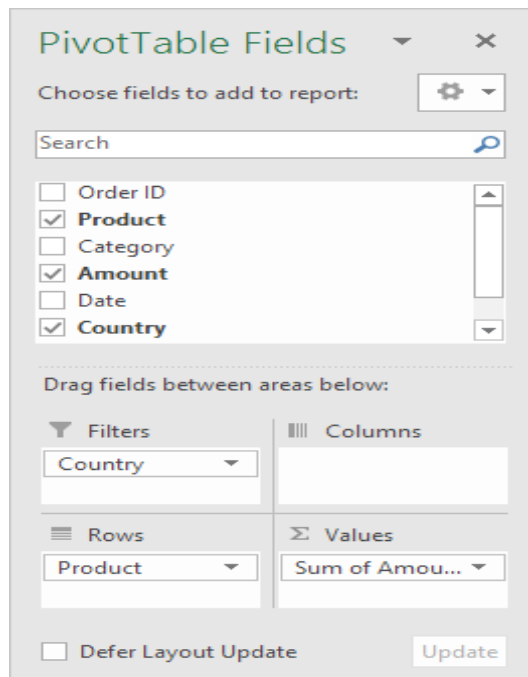 PivotTable Fields
Choose fields to add to report:
Search
Order ID
Product
Category
Amount
Date
Country
Drag fields between areas below:
Filters
Columns
Country
Rows
Σ Values
Product
Sum of Amou...
Defer Layout Update
Update